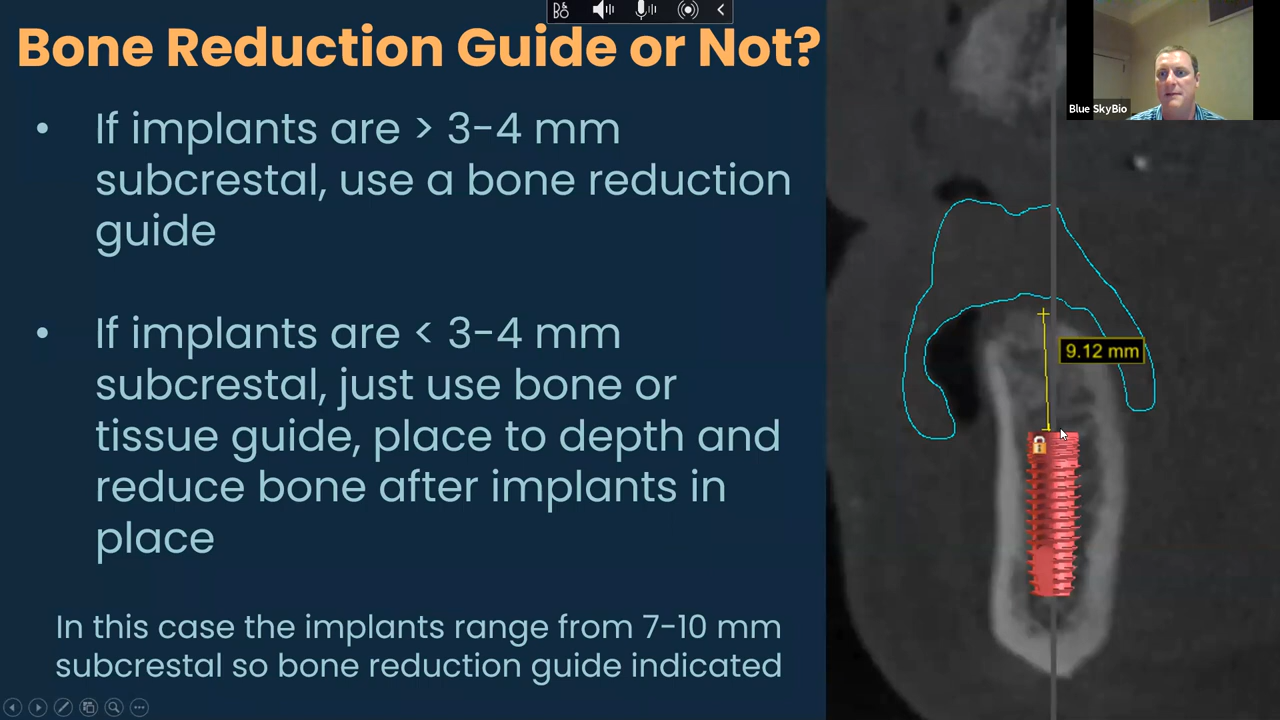 Bone Reduction Guide or Not?
Blue SkyBio
• If implants are > 3-4 mm
subcrestal, use a bone reduction
guide
9.12 mm
• If implants are < 3-4 mm
subcrestal, just use bone or
tissue guide, place to depth and
reduce bone after implants in
place
In this case the implants range from 7-10 mm
subcrestal so bone reduction guide indicated